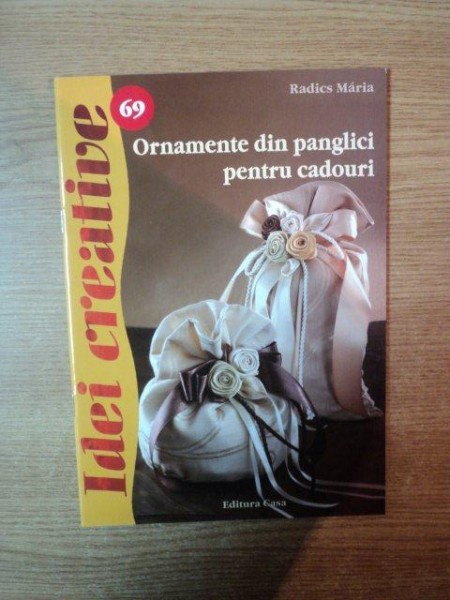 Radics Mária
69
Ornamente din panglici
pentru cadouri
Idei creative
Editura Casa